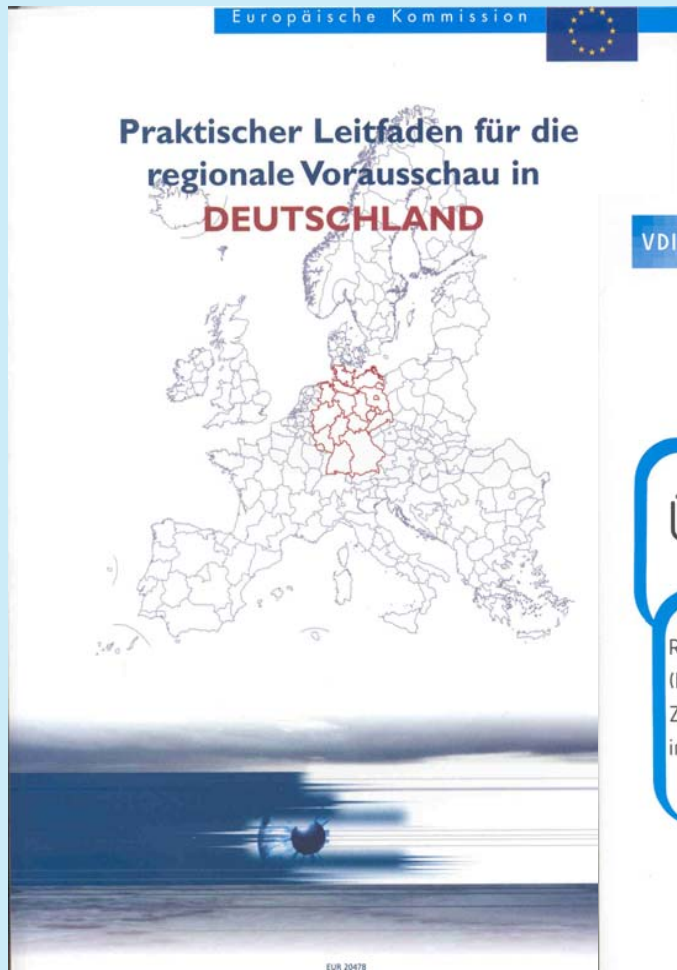 Europäische Kommission
Praktischer Leitfaden für die
regionale Vorausschau in
DEUTSCHLAND
EUR 20478
VDI